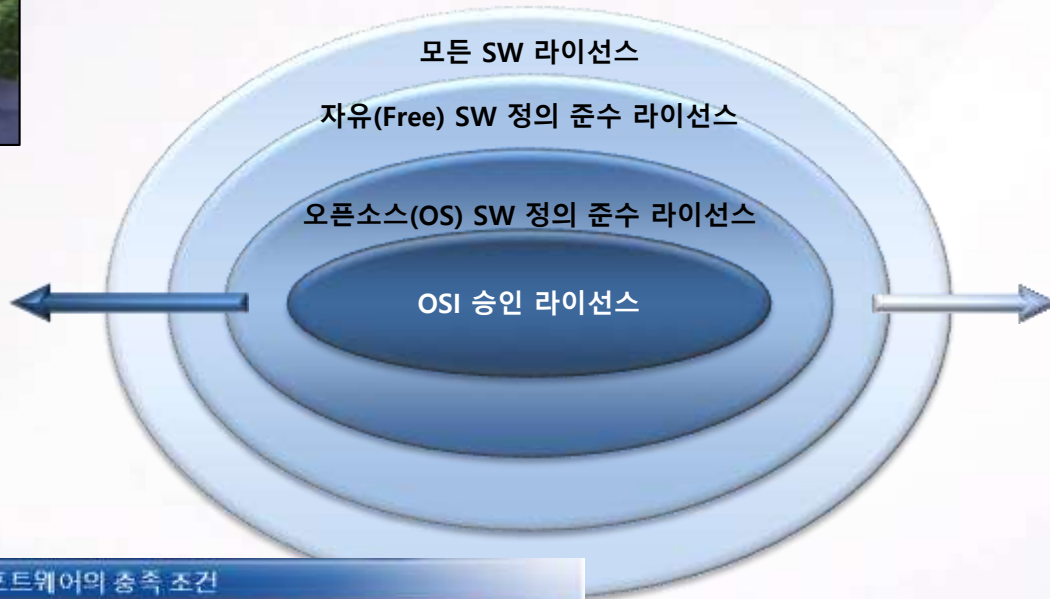 모든 SW 라이선스
자유(Free) SW 정의 준수 라이선스
오픈소스(OS) SW 정의 준수 라이선스
OSI 승인 라이선스
트웨어의 충족 조건